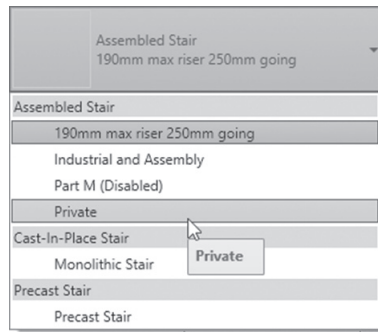 Assembled Stair
190mm max riser 250mm going
Assembled Stair
190mm max riser 250mm going
Industrial and Assembly
Part M (Disabled)
Private
Cast-In-Place Stair
Private
Monolithic Stair
Precast Stair
Precast Stair